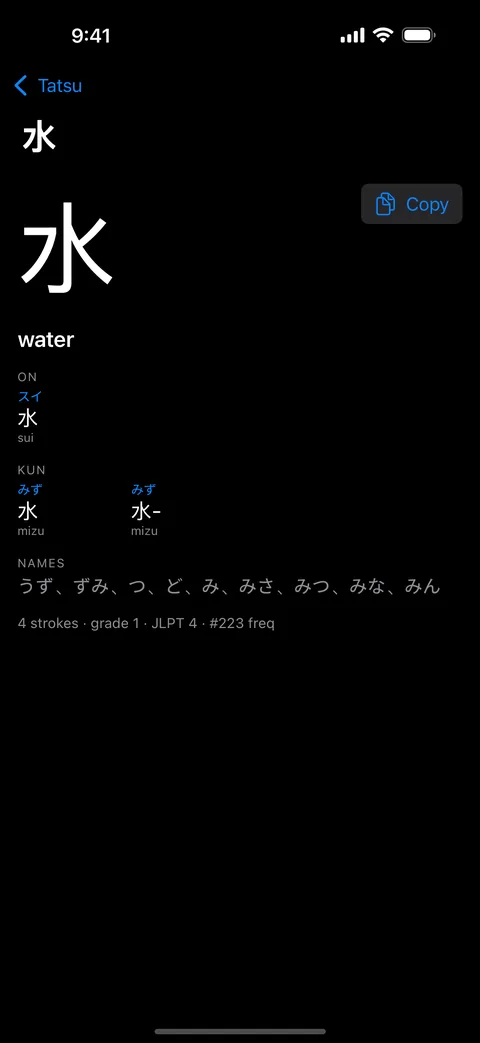 9:41
Tatsu
水
Copy
水
water
ON
スイ
水
sui
KUN
みず みず
水 水-
mizu mizu
NAMES
うず、ずみ、つ、ど、み、みさ、みつ、みな、みん
4 strokes · grade 1 · JLPT 4 · #223 freq